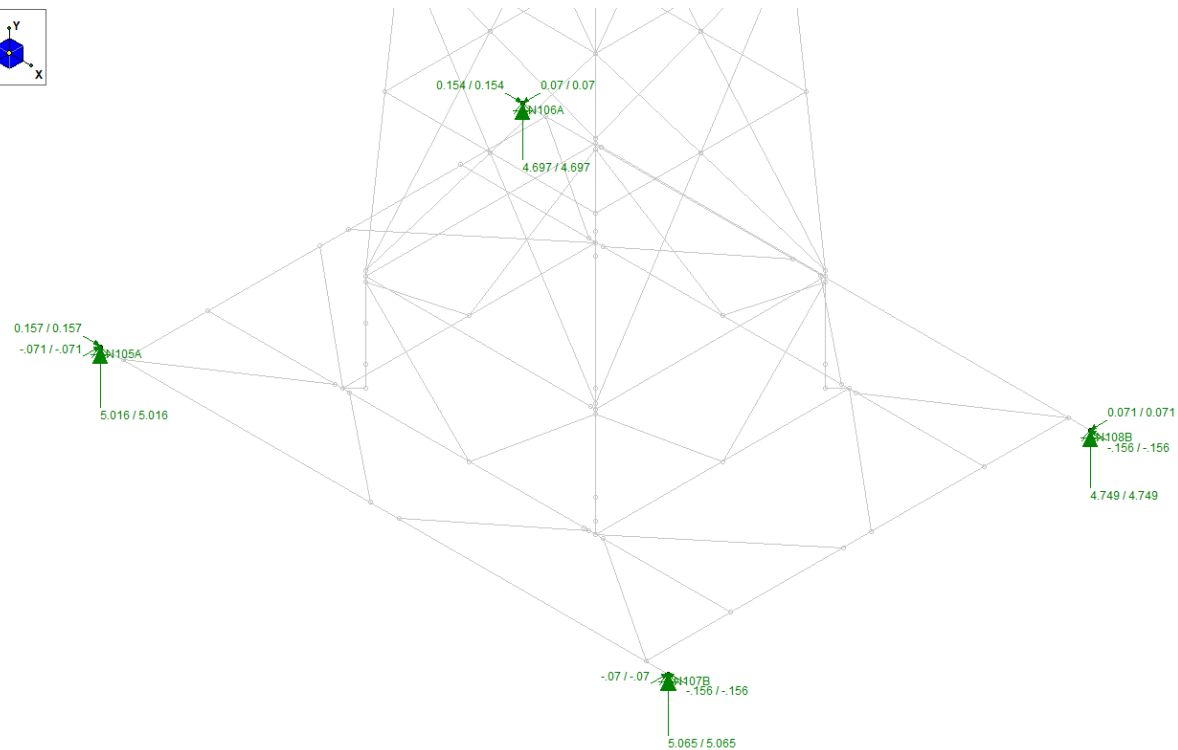 Y
X
0.154 / 0.154
0.07 / 0.07
N106A
4.697 / 4.697
0.157 / 0.157
-.071 / -.071
N105A
5.016 / 5.016
0.071 / 0.071
N108B
-.156 / -.156
4.749 / 4.749
-.07 / -.07
N107B
-.156 / -.156
5.065 / 5.065